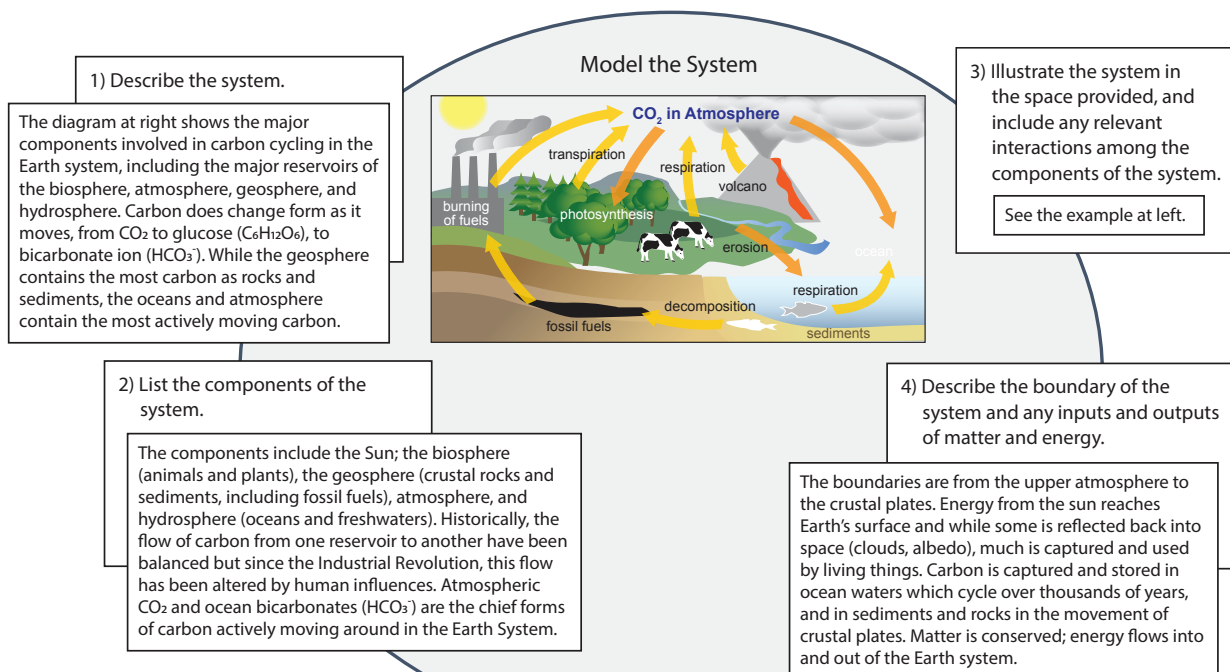 Model the System
1) Describe the system.
The diagram at right shows the major
components involved in carbon cycling in the
Earth system, including the major reservoirs of
the biosphere, atmosphere, geosphere, and
hydrosphere. Carbon does change form as it
moves, from CO₂ to glucose (C₆H₁₂O₆), to
bicarbonate ion (HCO₃⁻). While the geosphere
contains the most carbon as rocks and
sediments, the oceans and atmosphere
contain the most actively moving carbon.
CO₂ in Atmosphere
transpiration
respiration
volcano
burning
of fuels
photosynthesis
erosion
ocean
respiration
decomposition
fossil fuels
sediments
3) Illustrate the system in
the space provided, and
include any relevant
interactions among the
components of the system.
See the example at left.
2) List the components of the
system.
The components include the Sun; the biosphere
(animals and plants), the geosphere (crustal rocks and
sediments, including fossil fuels), atmosphere, and
hydrosphere (oceans and freshwaters). Historically, the
flow of carbon from one reservoir to another have been
balanced but since the Industrial Revolution, this flow
has been altered by human influences. Atmospheric
CO₂ and ocean bicarbonates (HCO₃⁻) are the chief forms
of carbon actively moving around in the Earth System.
4) Describe the boundary of the
system and any inputs and outputs
of matter and energy.
The boundaries are from the upper atmosphere to
the crustal plates. Energy from the sun reaches
Earth’s surface and while some is reflected back into
space (clouds, albedo), much is captured and used
by living things. Carbon is captured and stored in
ocean waters which cycle over thousands of years,
and in sediments and rocks in the movement of
crustal plates. Matter is conserved; energy flows into
and out of the Earth system.